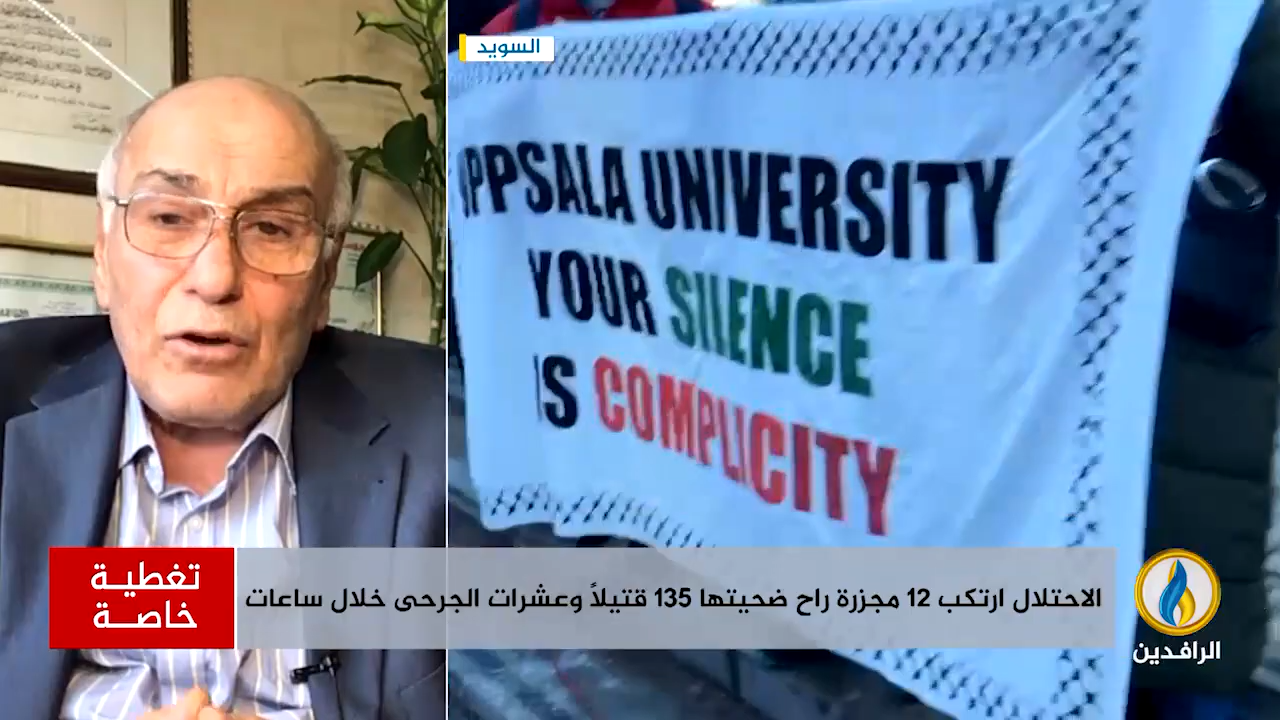 السويد
UPPSALA UNIVERSITY
YOUR SILENCE
IS COMPLICITY
تغطية
خاصة
الاحتلال ارتكب 12 مجزرة راح ضحيتها 135 قتيلاً وعشرات الجرحى خلال ساعات
الرافدين